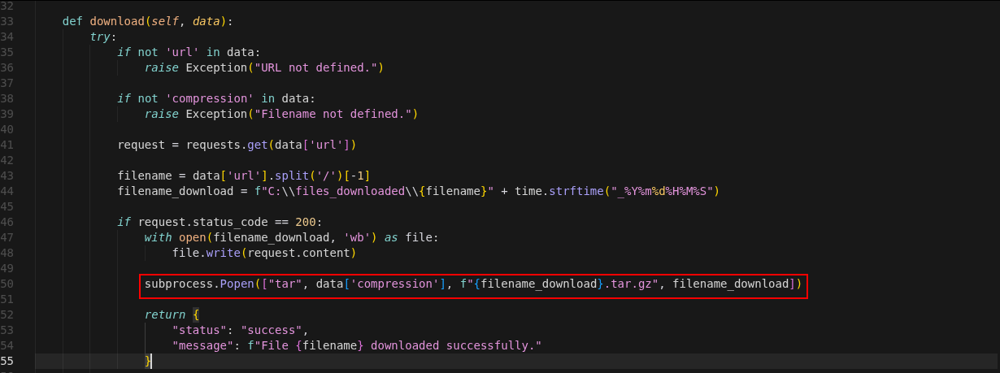 32
33 def download(self, data):
34 try:
35 if not 'url' in data:
36 raise Exception("URL not defined.")
37
38 if not 'compression' in data:
39 raise Exception("Filename not defined.")
40
41 request = requests.get(data['url'])
42
43 filename = data['url'].split('/')[-1]
44 filename_download = f"C:\\files_downloaded\\{filename}" + time.strftime("_%Y%m%d%H%M%S")
45
46 if request.status_code == 200:
47 with open(filename_download, 'wb') as file:
48 file.write(request.content)
49
50 subprocess.Popen(["tar", data['compression'], f"{filename_download}.tar.gz", filename_download])
51
52 return {
53 "status": "success",
54 "message": f"File {filename} downloaded successfully."
55 }